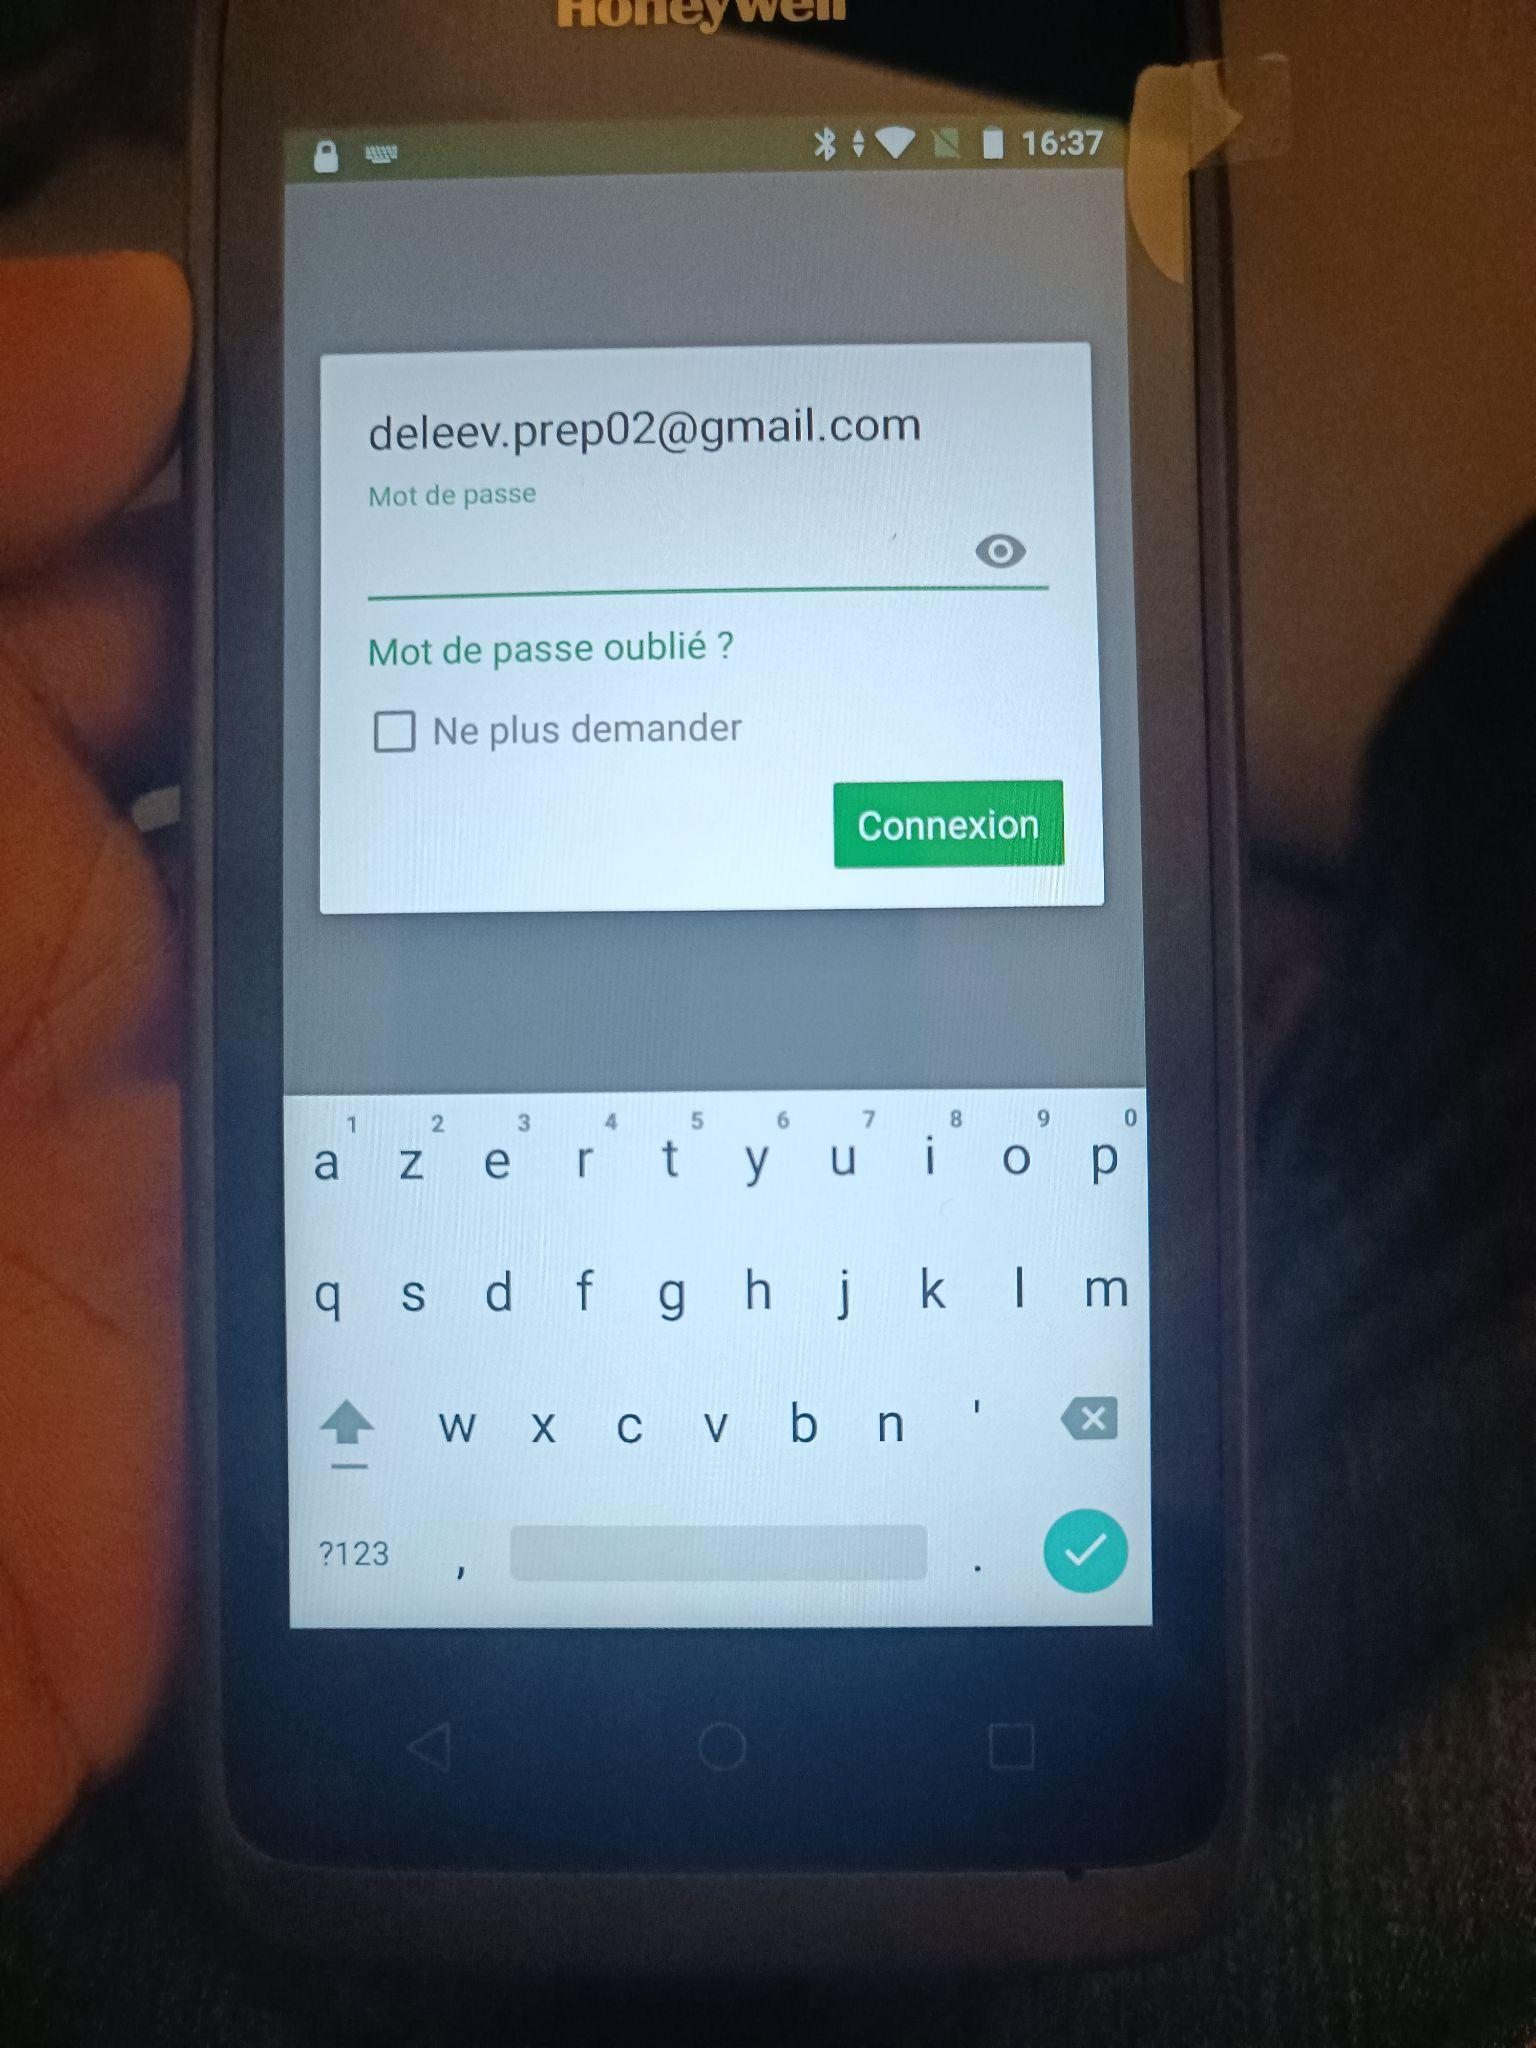 Honeywell
16:37
deleev.prep02@gmail.com
Mot de passe
Mot de passe oublié ?
Ne plus demander
Connexion
1 2 3 4 5 6 7 8 9 0
a z e r t y u i o p
q s d f g h j k l m
w x c v b n '
?123 , .